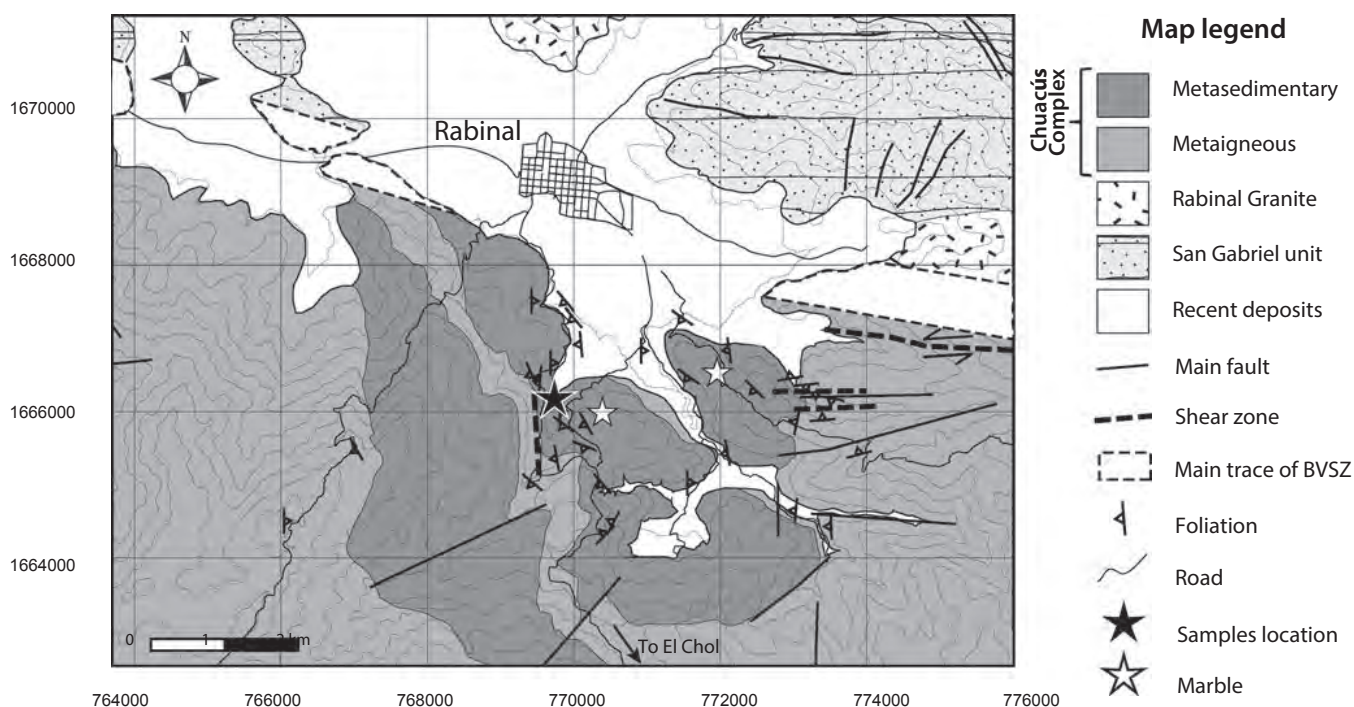 N
1670000
1668000
1666000
1664000
Rabinal
0 1 2 km
To El Chol
764000 766000 768000 770000 772000 774000 776000
Map legend
Chuacús
Complex
Metasedimentary
Metaigneous
Rabinal Granite
San Gabriel unit
Recent deposits
Main fault
Shear zone
Main trace of BVSZ
Foliation
Road
Samples location
Marble